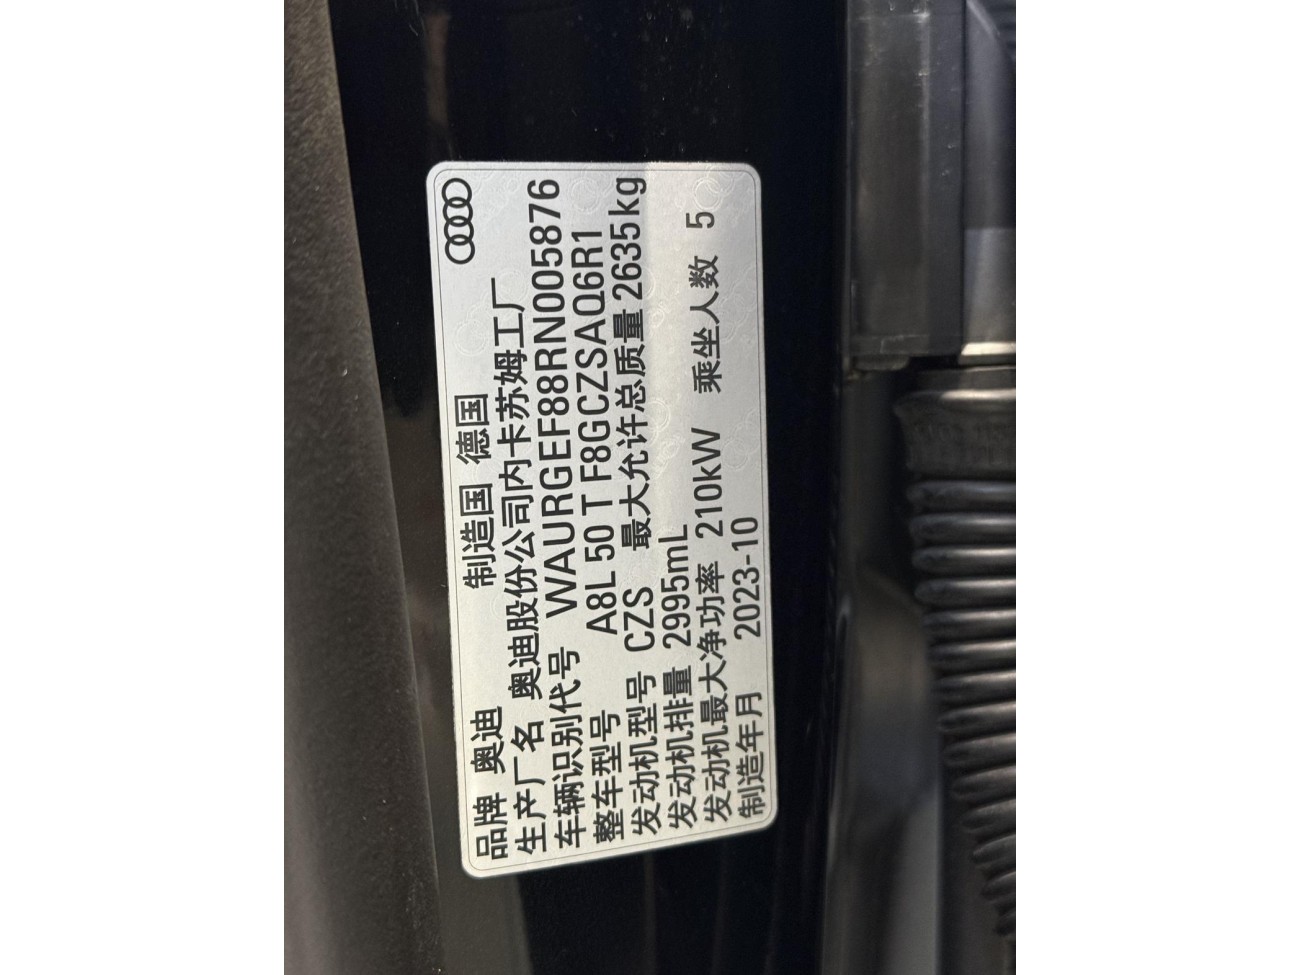 品牌 奥迪 制造国 德国
生产厂名 奥迪股份公司内卡苏姆工厂
车辆识别代号 WAURGEF88RN005876
整车型号 A8L 50 T F8GCZSAQ6R1
发动机型号 CZS 最大允许总质量 2635kg
发动机排量 2995mL
发动机最大净功率 210kW 乘坐人数 5
制造年月 2023-10